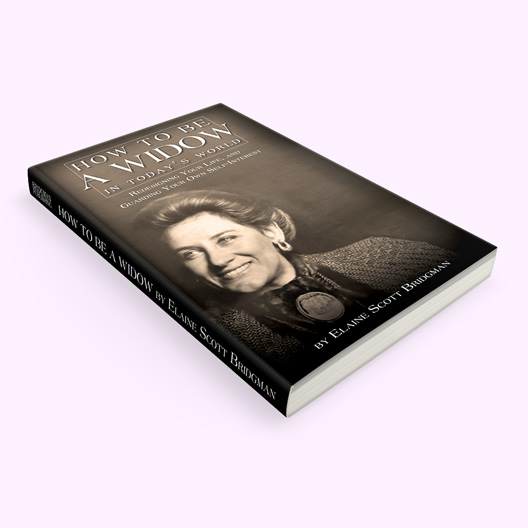 HOW TO BE
A WIDOW
IN TODAY'S WORLD
REDESIGNING YOUR LIFE, AND
GUARDING YOUR OWN SELF-INTEREST
BY ELAINE SCOTT BRIDGMAN
HOW TO BE A WIDOW BY ELAINE SCOTT BRIDGMAN